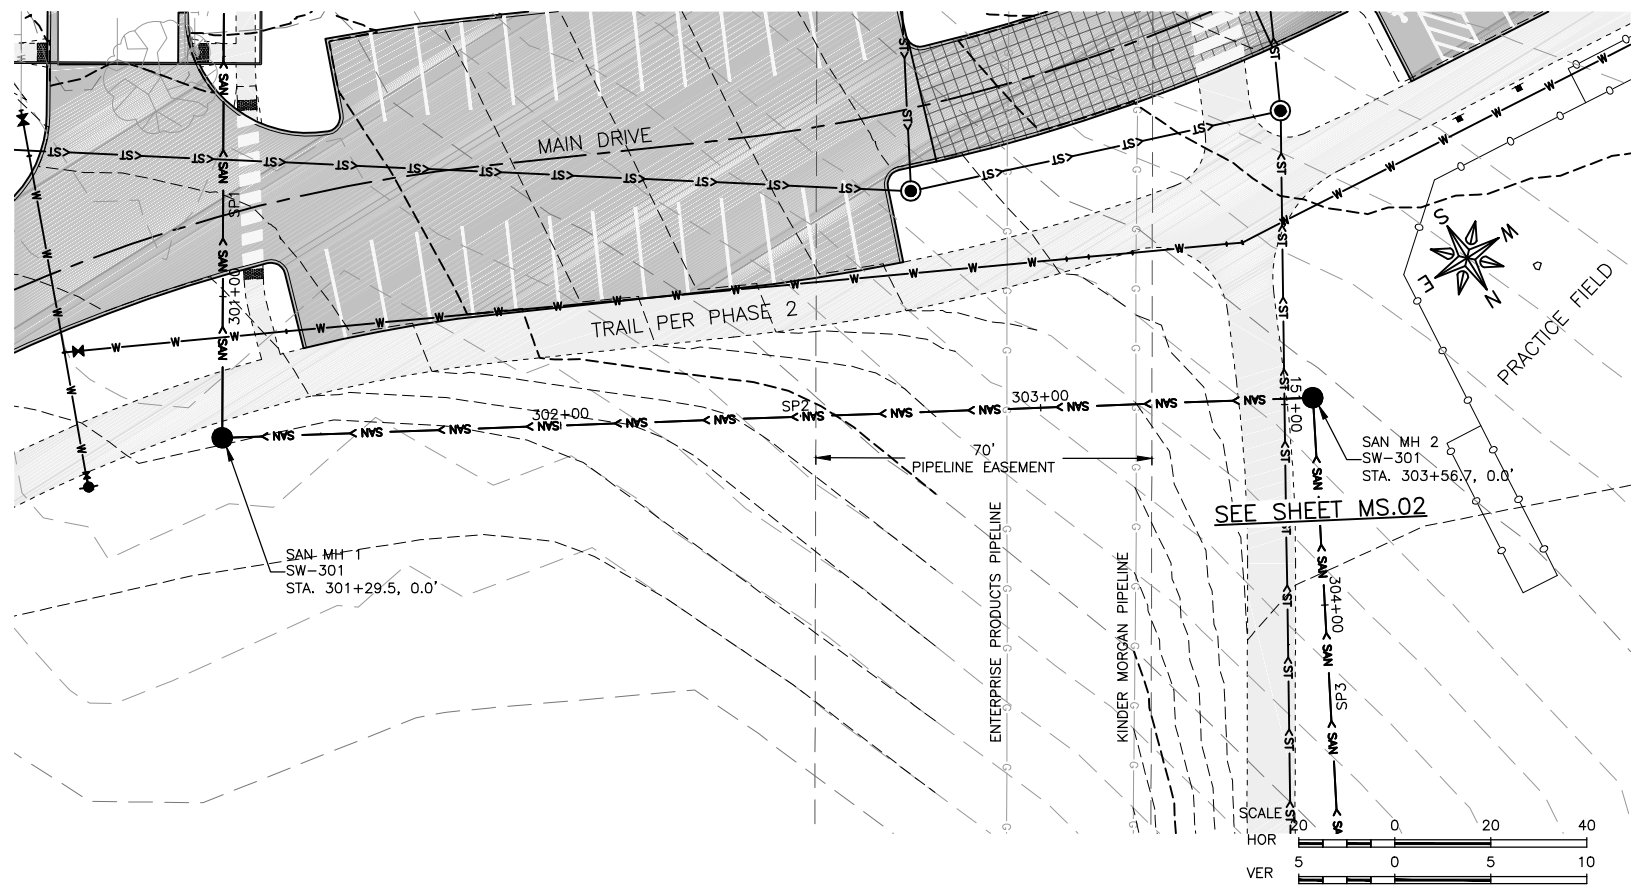 MAIN DRIVE
SP1
301+00
TRAIL PER PHASE 2
302+00
SP2
303+00
15
+00
70'
PIPELINE EASEMENT
SAN MH 2
SW-301
STA. 303+56.7, 0.0'
SEE SHEET MS.02
SAN MH 1
SW-301
STA. 301+29.5, 0.0'
ENTERPRISE PRODUCTS PIPELINE
KINDER MORGAN PIPELINE
304+00
SP3
S
W
E
N
PRACTICE FIELD
ST
SAN
W
G
SCALE
20 0 20 40
HOR
5 0 5 10
VER